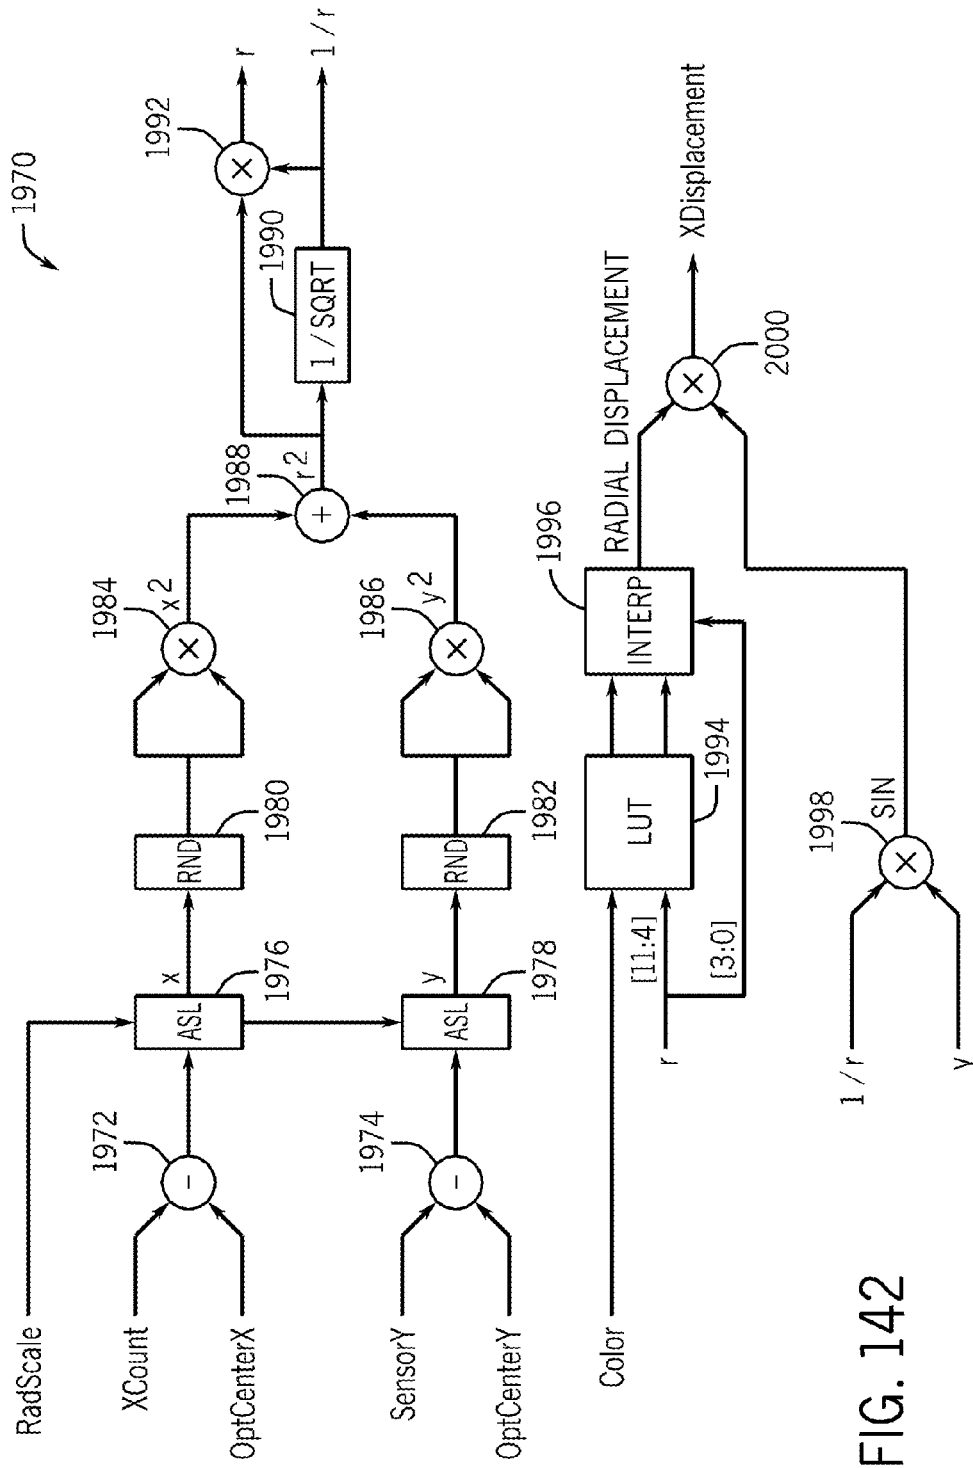 1970
RadScale
XCount
OptCenterX
1972
-
ASL
1976
x
RND
1980
1984
×
x2
SensorY
OptCenterY
1974
-
ASL
1978
y
RND
1982
1986
×
y2
1988
+
r2
1/SQRT
1990
1992
×
r
1/r
Color
r
[11:4]
[3:0]
LUT
1994
INTERP
1996
RADIAL DISPLACEMENT
1/r
y
1998
×
SIN
×
2000
XDisplacement
FIG. 142